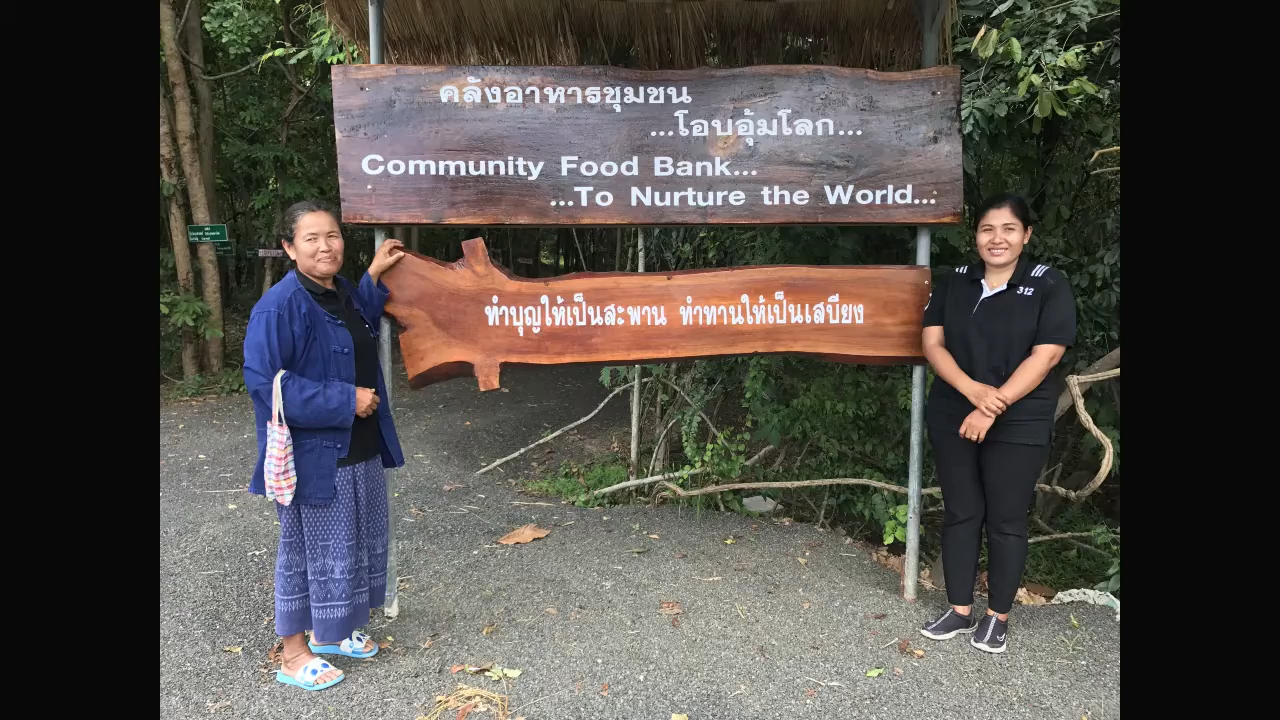 คลังอาหารชุมชน
...โอบอุ้มโลก...
Community Food Bank...
...To Nurture the World...
ทำบุญให้เป็นสะพาน ทำทานให้เป็นเสบียง
312